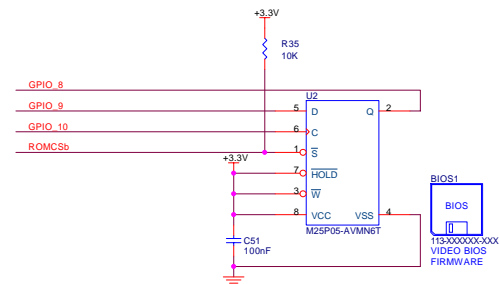 +3.3V
R35
10K
GPIO_8
U2
GPIO_9
5
D
Q
2
GPIO_10
6
C
ROMCSb
1
S
+3.3V
7
HOLD
3
W
8
VCC
VSS
4
M25P05-AVMN6T
C51
100nF
BIOS1
BIOS
113-XXXXXX-XXX
VIDEO BIOS
FIRMWARE